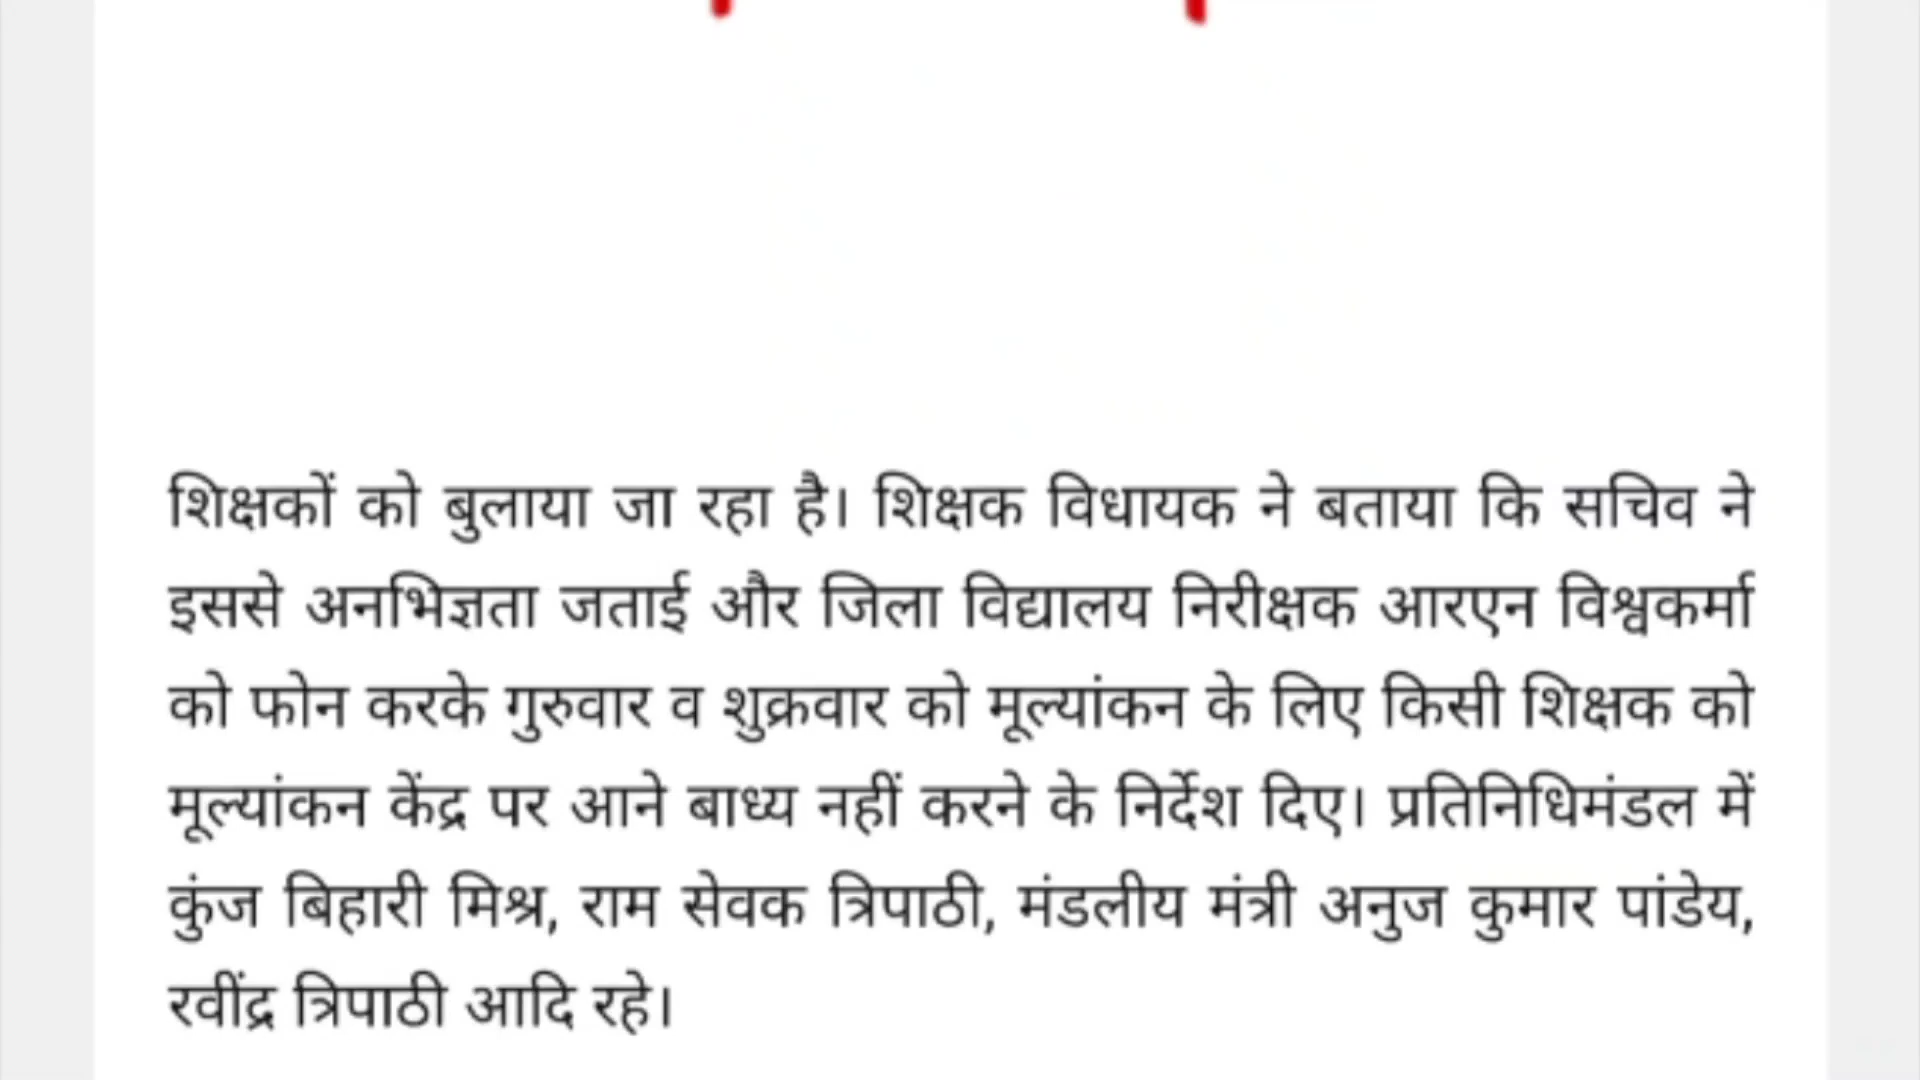 शिक्षकों को बुलाया जा रहा है। शिक्षक विधायक ने बताया कि सचिव ने
इससे अनभिज्ञता जताई और जिला विद्यालय निरीक्षक आरएन विश्वकर्मा
को फोन करके गुरुवार व शुक्रवार को मूल्यांकन के लिए किसी शिक्षक को
मूल्यांकन केंद्र पर आने बाध्य नहीं करने के निर्देश दिए। प्रतिनिधिमंडल में
कुंज बिहारी मिश्र, राम सेवक त्रिपाठी, मंडलीय मंत्री अनुज कुमार पांडेय,
रवींद्र त्रिपाठी आदि रहे।